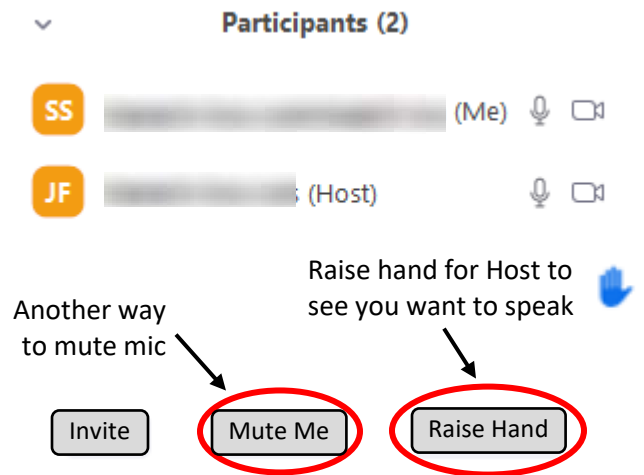 Participants (2)
SS (Me)
JF (Host)
Raise hand for Host to
see you want to speak
Another way
to mute mic
Invite Mute Me Raise Hand